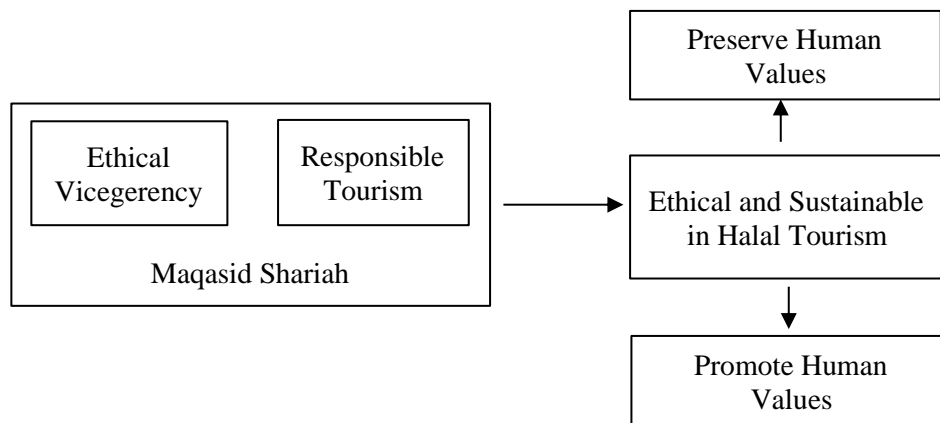 Ethical
Vicegerency
Responsible
Tourism
Maqasid Shariah
Preserve Human
Values
Ethical and Sustainable
in Halal Tourism
Promote Human
Values